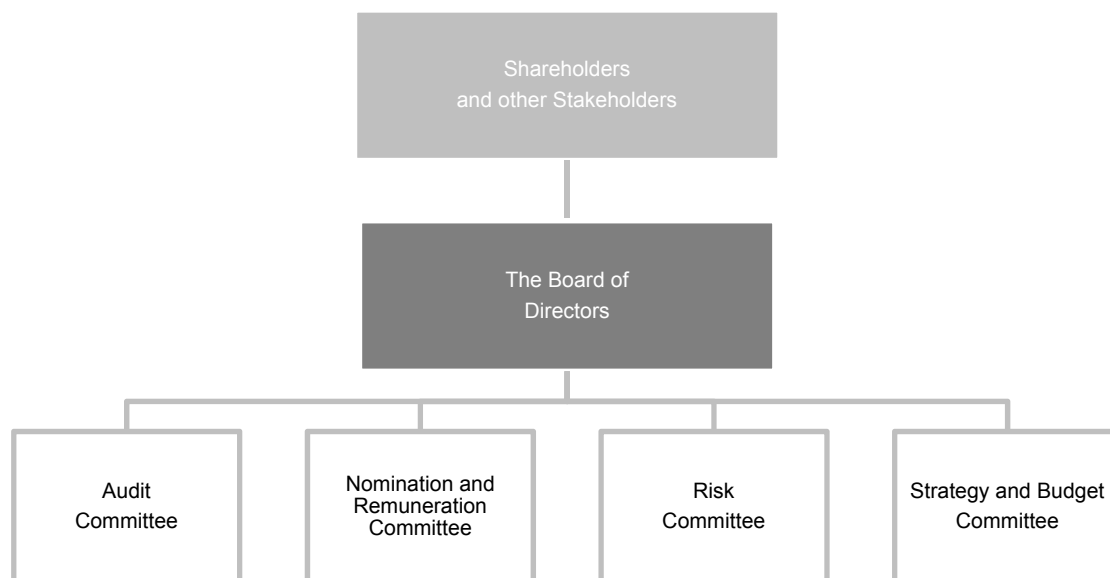 Shareholders
and other Stakeholders
The Board of
Directors
Audit
Committee
Nomination and
Remuneration
Committee
Risk
Committee
Strategy and Budget
Committee